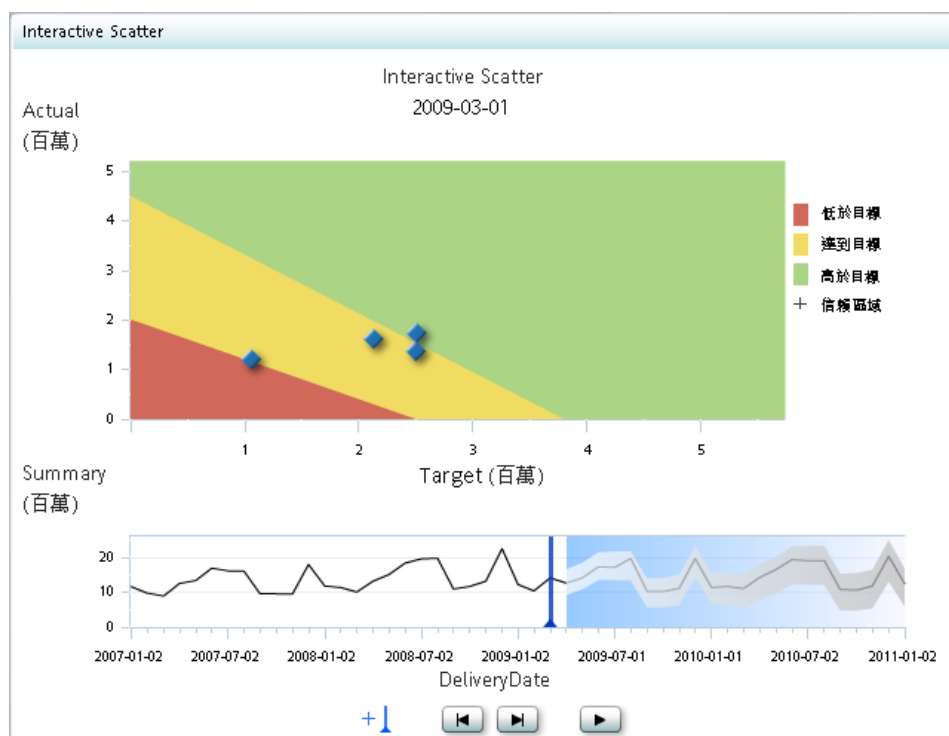 Interactive Scatter
Interactive Scatter
2009-03-01
Actual
(百萬)
5
4
3
2
1
0
1 2 3 4 5
Target (百萬)
低於目標
達到目標
高於目標
信賴區域
Summary
(百萬)
20
10
0
2007-01-02 2007-07-02 2008-01-02 2008-07-02 2009-01-02 2009-07-01 2010-01-01 2010-07-02 2011-01-02
DeliveryDate